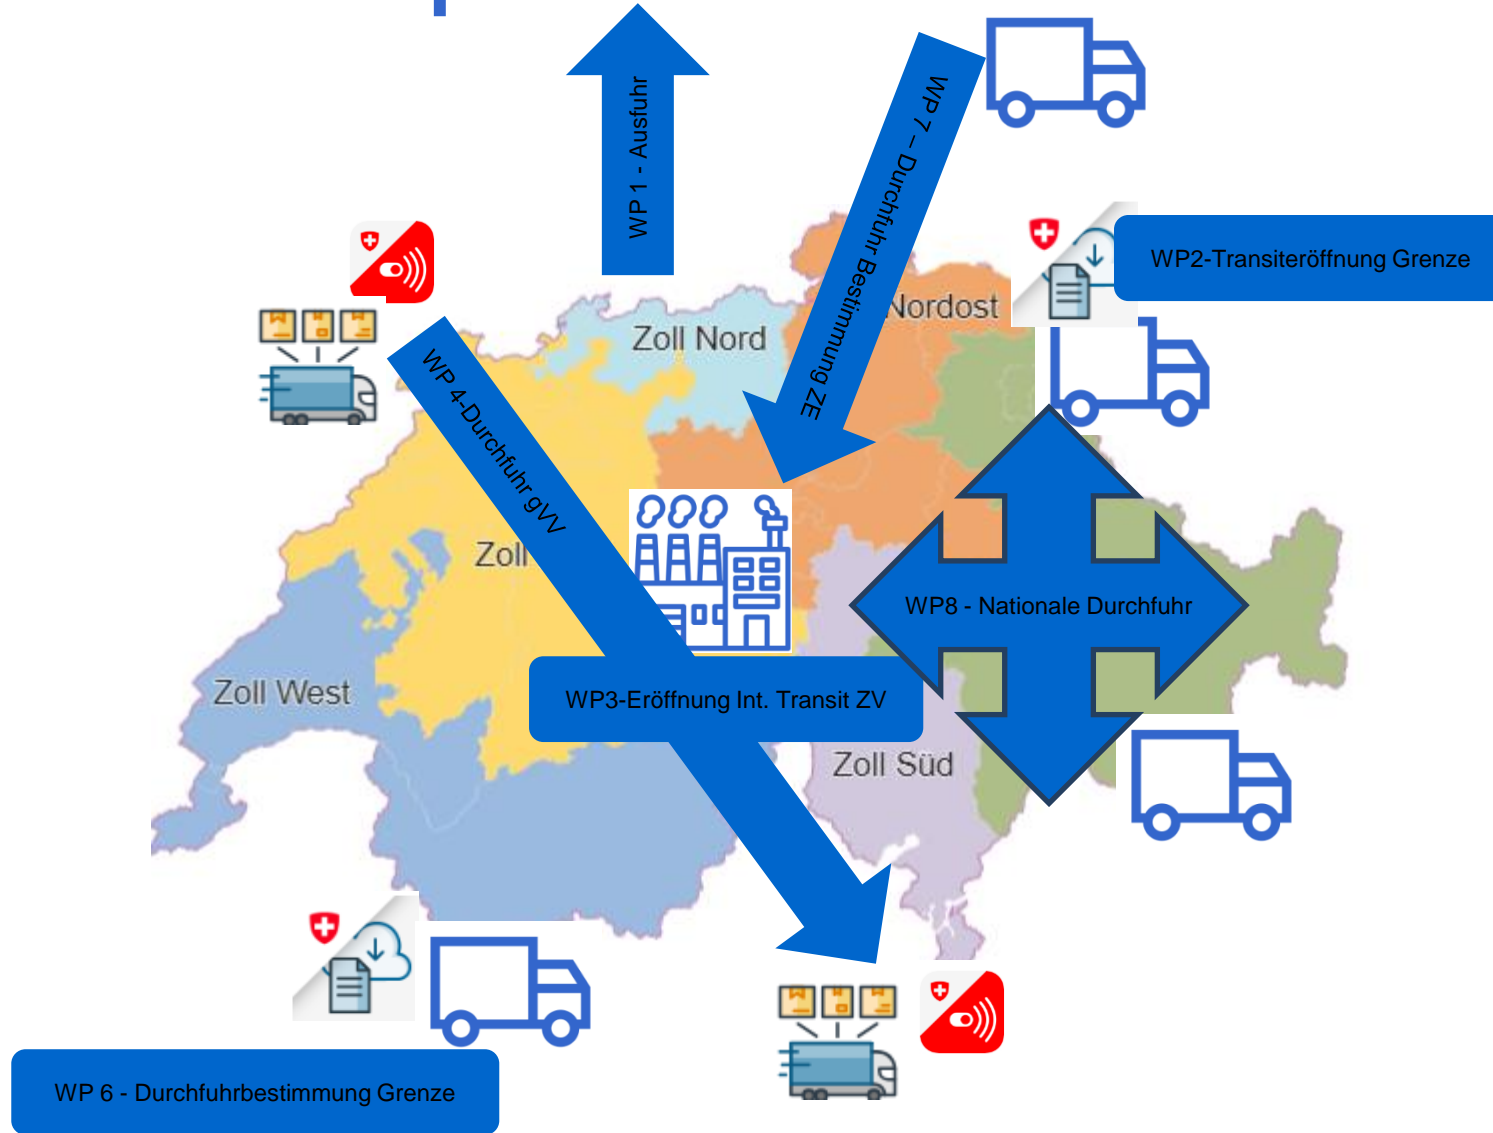 WP 1 - Ausfuhr
WP 7 – Durchfuhr Bestimmung ZE
WP2-Transiteröffnung Grenze
Nordost
Zoll Nord
WP 4-Durchfuhr gVV
Zoll
WP8 - Nationale Durchfuhr
Zoll West
WP3-Eröffnung Int. Transit ZV
Zoll Süd
WP 6 - Durchfuhrbestimmung Grenze